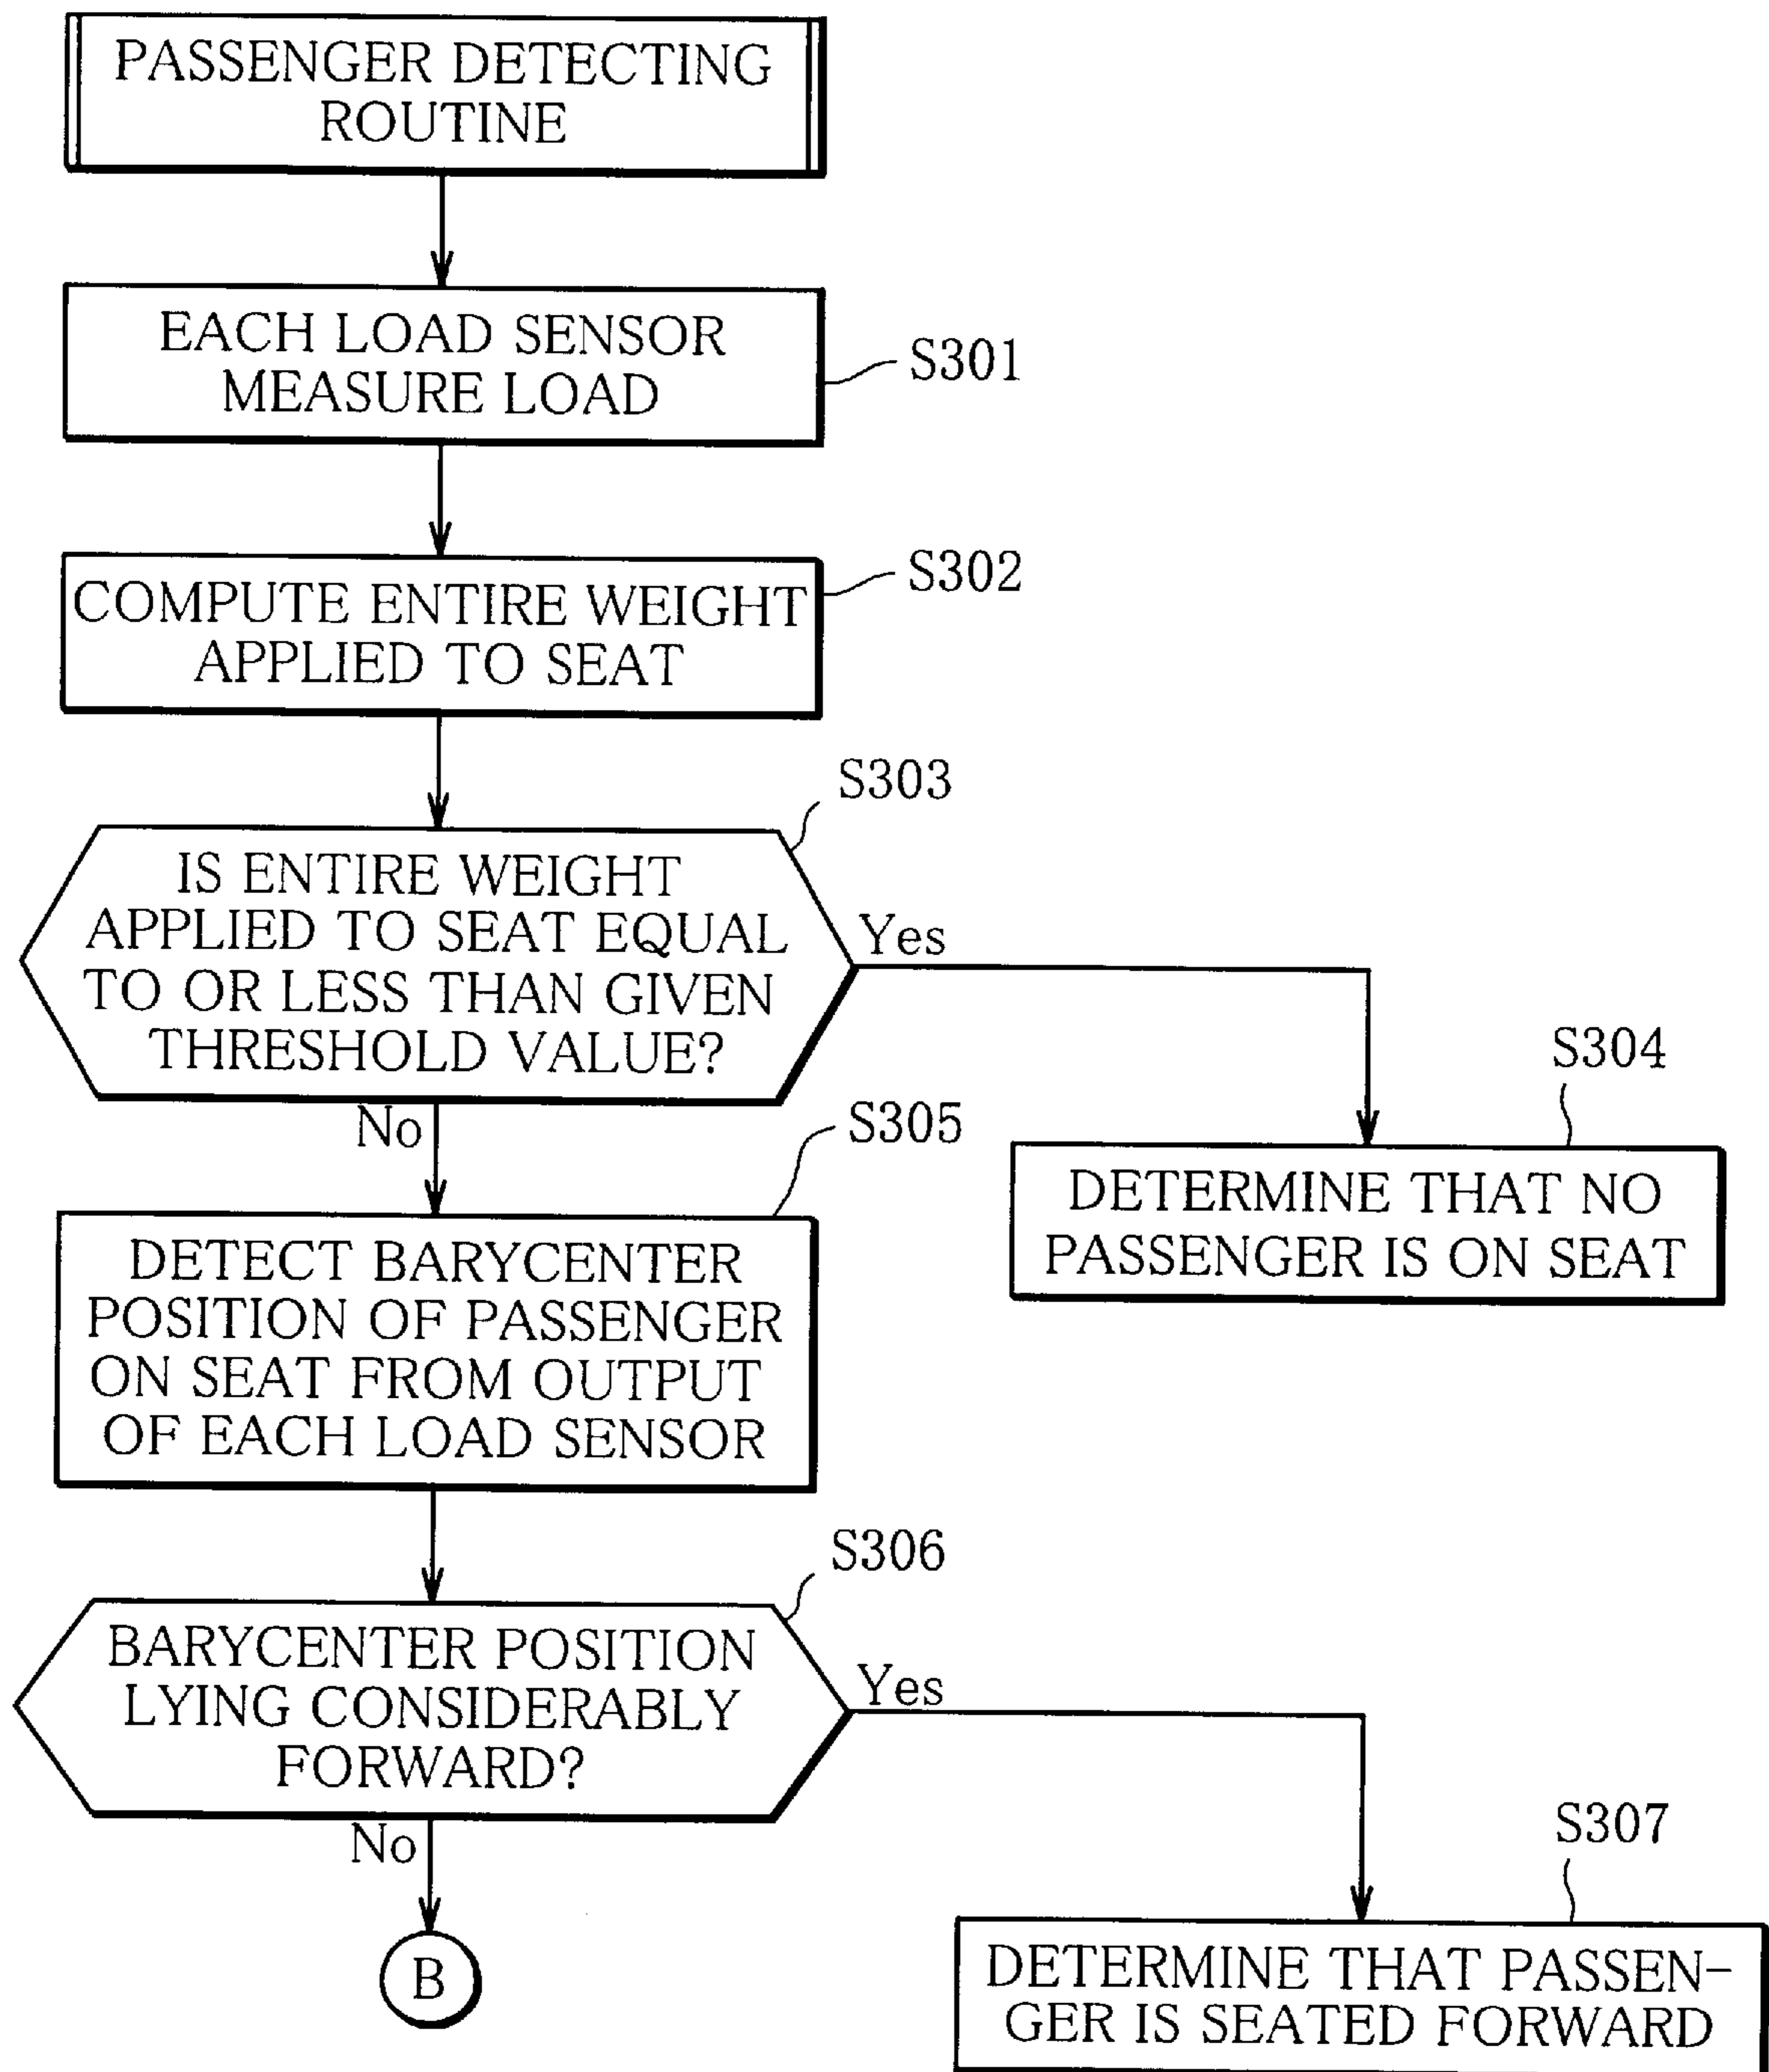 PASSENGER DETECTING
ROUTINE
EACH LOAD SENSOR
MEASURE LOAD
S301
S302
COMPUTE ENTIRE WEIGHT
APPLIED TO SEAT
S303
IS ENTIRE WEIGHT
APPLIED TO SEAT EQUAL
TO OR LESS THAN GIVEN
THRESHOLD VALUE?
Yes
No
S304
DETERMINE THAT NO
PASSENGER IS ON SEAT
S305
DETECT BARYCENTER
POSITION OF PASSENGER
ON SEAT FROM OUTPUT
OF EACH LOAD SENSOR
S306
BARYCENTER POSITION
LYING CONSIDERABLY
FORWARD?
Yes
No
S307
DETERMINE THAT PASSEN-
GER IS SEATED FORWARD
B